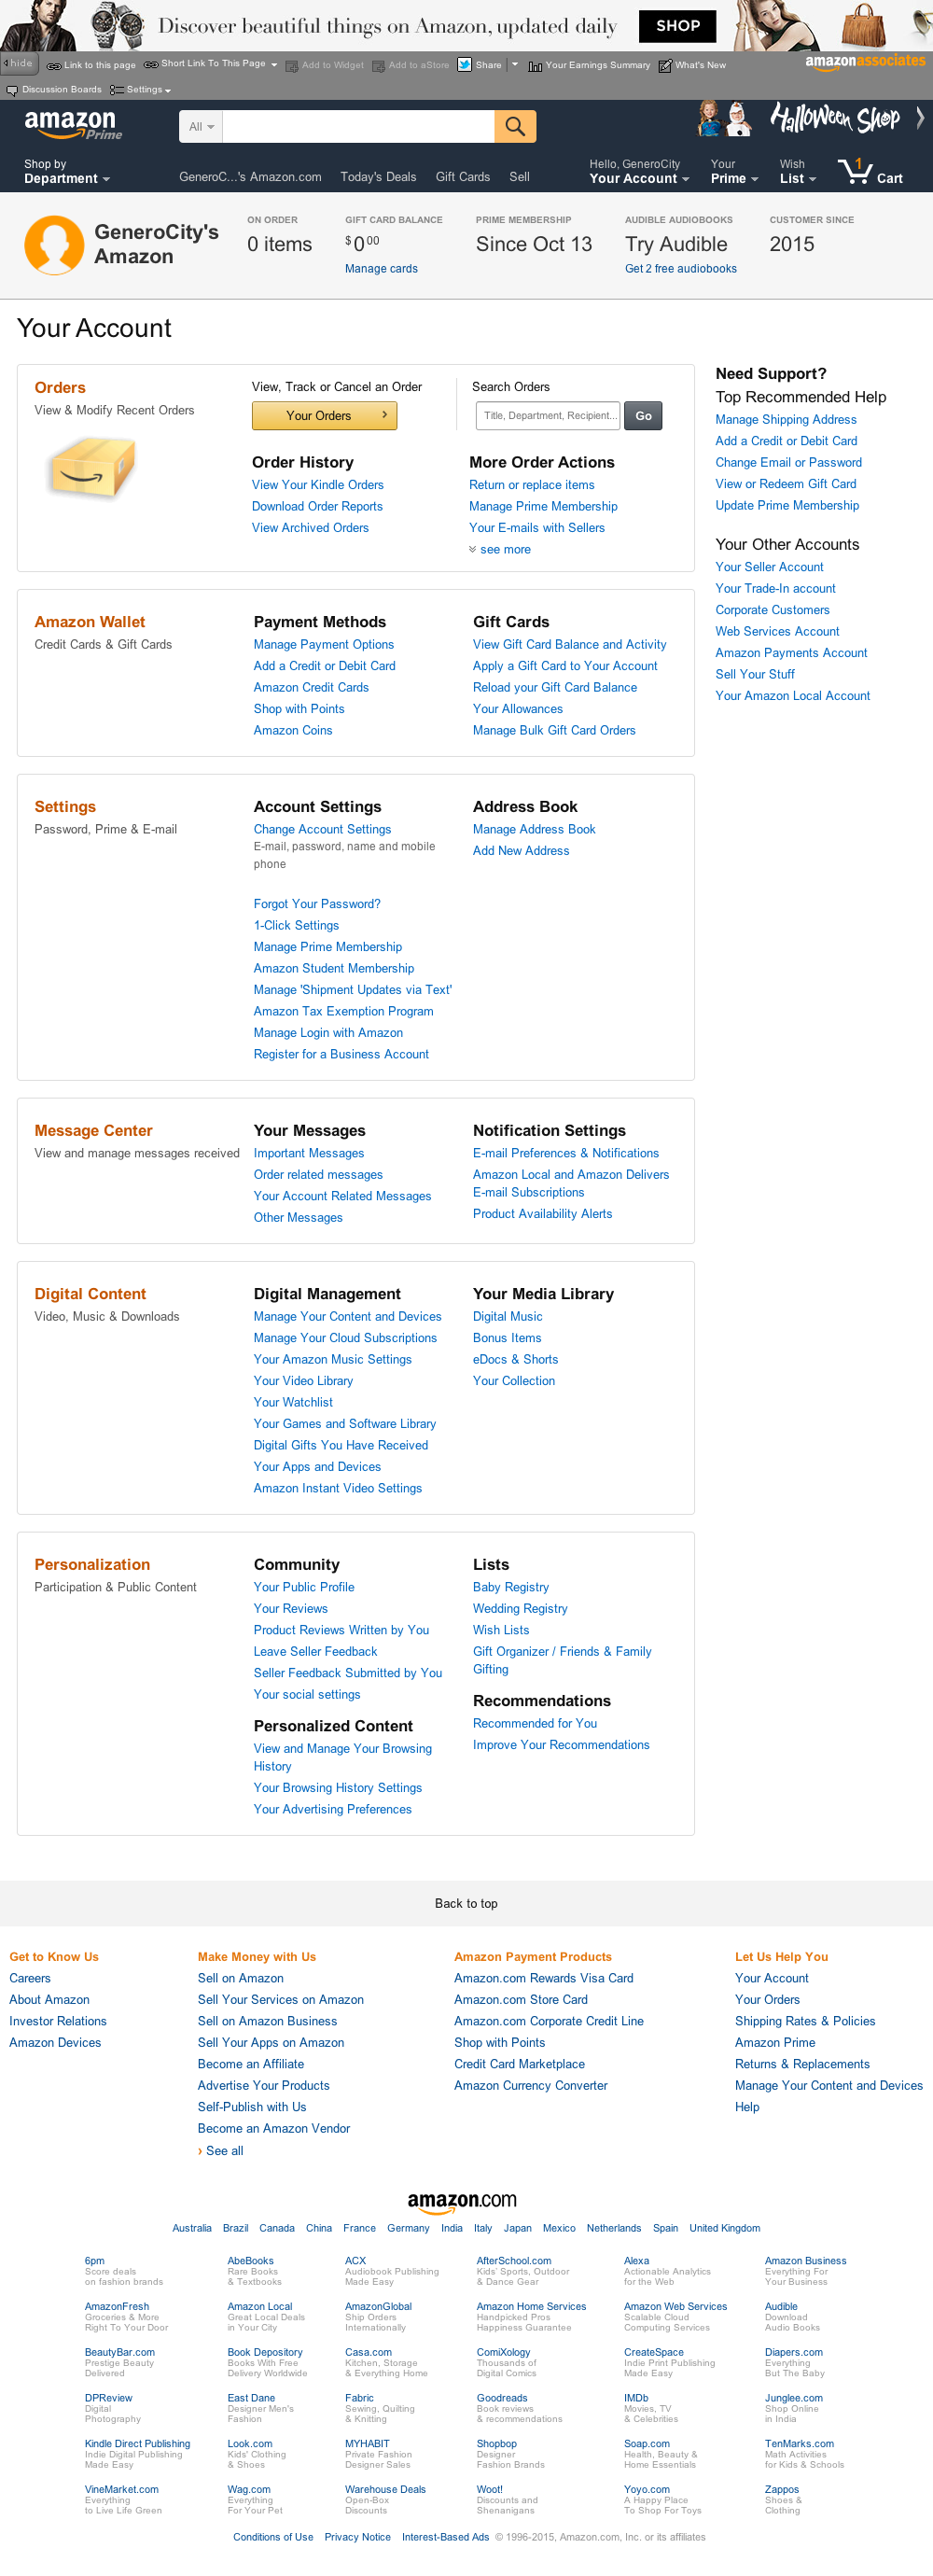 Discover beautiful things on Amazon, updated daily
SHOP
hide
Link to this page
Short Link To This Page
Add to Widget
Add to aStore
Share
Your Earnings Summary
What's New
amazonassociates
Discussion Boards
Settings
amazon Prime
All
Halloween Shop
Shop by
Department
GeneroC...'s Amazon.com
Today's Deals
Gift Cards
Sell
Hello, GeneroCity
Your Account
Your
Prime
Wish
List
1
Cart
GeneroCity's
Amazon
ON ORDER
0 items
GIFT CARD BALANCE
$0 00
Manage cards
PRIME MEMBERSHIP
Since Oct 13
AUDIBLE AUDIOBOOKS
Try Audible
Get 2 free audiobooks
CUSTOMER SINCE
2015
Your Account
Orders
View & Modify Recent Orders
View, Track or Cancel an Order
Your Orders
Search Orders
Title, Department, Recipient...
Go
Order History
View Your Kindle Orders
Download Order Reports
View Archived Orders
More Order Actions
Return or replace items
Manage Prime Membership
Your E-mails with Sellers
see more
Need Support?
Top Recommended Help
Manage Shipping Address
Add a Credit or Debit Card
Change Email or Password
View or Redeem Gift Card
Update Prime Membership
Your Other Accounts
Your Seller Account
Your Trade-In account
Corporate Customers
Web Services Account
Amazon Payments Account
Sell Your Stuff
Your Amazon Local Account
Amazon Wallet
Credit Cards & Gift Cards
Payment Methods
Manage Payment Options
Add a Credit or Debit Card
Amazon Credit Cards
Shop with Points
Amazon Coins
Gift Cards
View Gift Card Balance and Activity
Apply a Gift Card to Your Account
Reload your Gift Card Balance
Your Allowances
Manage Bulk Gift Card Orders
Settings
Password, Prime & E-mail
Account Settings
Change Account Settings
E-mail, password, name and mobile
phone
Forgot Your Password?
1-Click Settings
Manage Prime Membership
Amazon Student Membership
Manage 'Shipment Updates via Text'
Amazon Tax Exemption Program
Manage Login with Amazon
Register for a Business Account
Address Book
Manage Address Book
Add New Address
Message Center
View and manage messages received
Your Messages
Important Messages
Order related messages
Your Account Related Messages
Other Messages
Notification Settings
E-mail Preferences & Notifications
Amazon Local and Amazon Delivers
E-mail Subscriptions
Product Availability Alerts
Digital Content
Video, Music & Downloads
Digital Management
Manage Your Content and Devices
Manage Your Cloud Subscriptions
Your Amazon Music Settings
Your Video Library
Your Watchlist
Your Games and Software Library
Digital Gifts You Have Received
Your Apps and Devices
Amazon Instant Video Settings
Your Media Library
Digital Music
Bonus Items
eDocs & Shorts
Your Collection
Personalization
Participation & Public Content
Community
Your Public Profile
Your Reviews
Product Reviews Written by You
Leave Seller Feedback
Seller Feedback Submitted by You
Your social settings
Personalized Content
View and Manage Your Browsing
History
Your Browsing History Settings
Your Advertising Preferences
Lists
Baby Registry
Wedding Registry
Wish Lists
Gift Organizer / Friends & Family
Gifting
Recommendations
Recommended for You
Improve Your Recommendations
Back to top
Get to Know Us
Careers
About Amazon
Investor Relations
Amazon Devices
Make Money with Us
Sell on Amazon
Sell Your Services on Amazon
Sell on Amazon Business
Sell Your Apps on Amazon
Become an Affiliate
Advertise Your Products
Self-Publish with Us
Become an Amazon Vendor
› See all
Amazon Payment Products
Amazon.com Rewards Visa Card
Amazon.com Store Card
Amazon.com Corporate Credit Line
Shop with Points
Credit Card Marketplace
Amazon Currency Converter
Let Us Help You
Your Account
Your Orders
Shipping Rates & Policies
Amazon Prime
Returns & Replacements
Manage Your Content and Devices
Help
amazon.com
Australia Brazil Canada China France Germany India Italy Japan Mexico Netherlands Spain United Kingdom
6pm
Score deals
on fashion brands
AbeBooks
Rare Books
& Textbooks
ACX
Audiobook Publishing
Made Easy
AfterSchool.com
Kids' Sports, Outdoor
& Dance Gear
Alexa
Actionable Analytics
for the Web
Amazon Business
Everything For
Your Business
AmazonFresh
Groceries & More
Right To Your Door
Amazon Local
Great Local Deals
in Your City
AmazonGlobal
Ship Orders
Internationally
Amazon Home Services
Handpicked Pros
Happiness Guarantee
Amazon Web Services
Scalable Cloud
Computing Services
Audible
Download
Audio Books
BeautyBar.com
Prestige Beauty
Delivered
Book Depository
Books With Free
Delivery Worldwide
Casa.com
Kitchen, Storage
& Everything Home
ComiXology
Thousands of
Digital Comics
CreateSpace
Indie Print Publishing
Made Easy
Diapers.com
Everything
But The Baby
DPReview
Digital
Photography
East Dane
Designer Men's
Fashion
Fabric
Sewing, Quilting
& Knitting
Goodreads
Book reviews
& recommendations
IMDb
Movies, TV
& Celebrities
Junglee.com
Shop Online
in India
Kindle Direct Publishing
Indie Digital Publishing
Made Easy
Look.com
Kids' Clothing
& Shoes
MYHABIT
Private Fashion
Designer Sales
Shopbop
Designer
Fashion Brands
Soap.com
Health, Beauty &
Home Essentials
TenMarks.com
Math Activities
for Kids & Schools
VineMarket.com
Everything
to Live Life Green
Wag.com
Everything
For Your Pet
Warehouse Deals
Open-Box
Discounts
Woot!
Discounts and
Shenanigans
Yoyo.com
A Happy Place
To Shop For Toys
Zappos
Shoes &
Clothing
Conditions of Use Privacy Notice Interest-Based Ads © 1996-2015, Amazon.com, Inc. or its affiliates